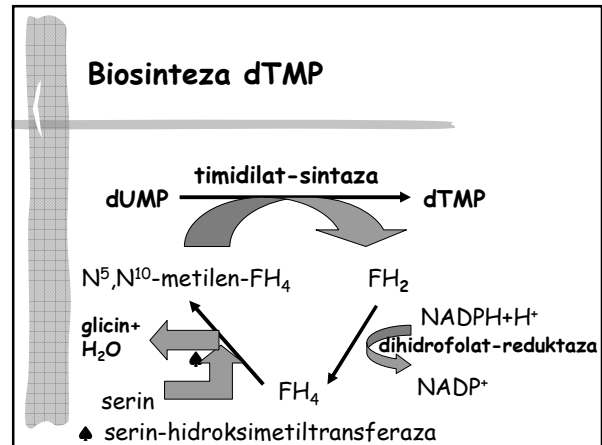 Biosinteza dTMP
timidilat-sintaza
dUMP dTMP
N⁵,N¹⁰-metilen-FH₄ FH₂
glicin+
H₂O
NADPH+H⁺
dihidrofolat-reduktaza
NADP⁺
♠
serin
FH₄
♠ serin-hidroksimetiltransferaza